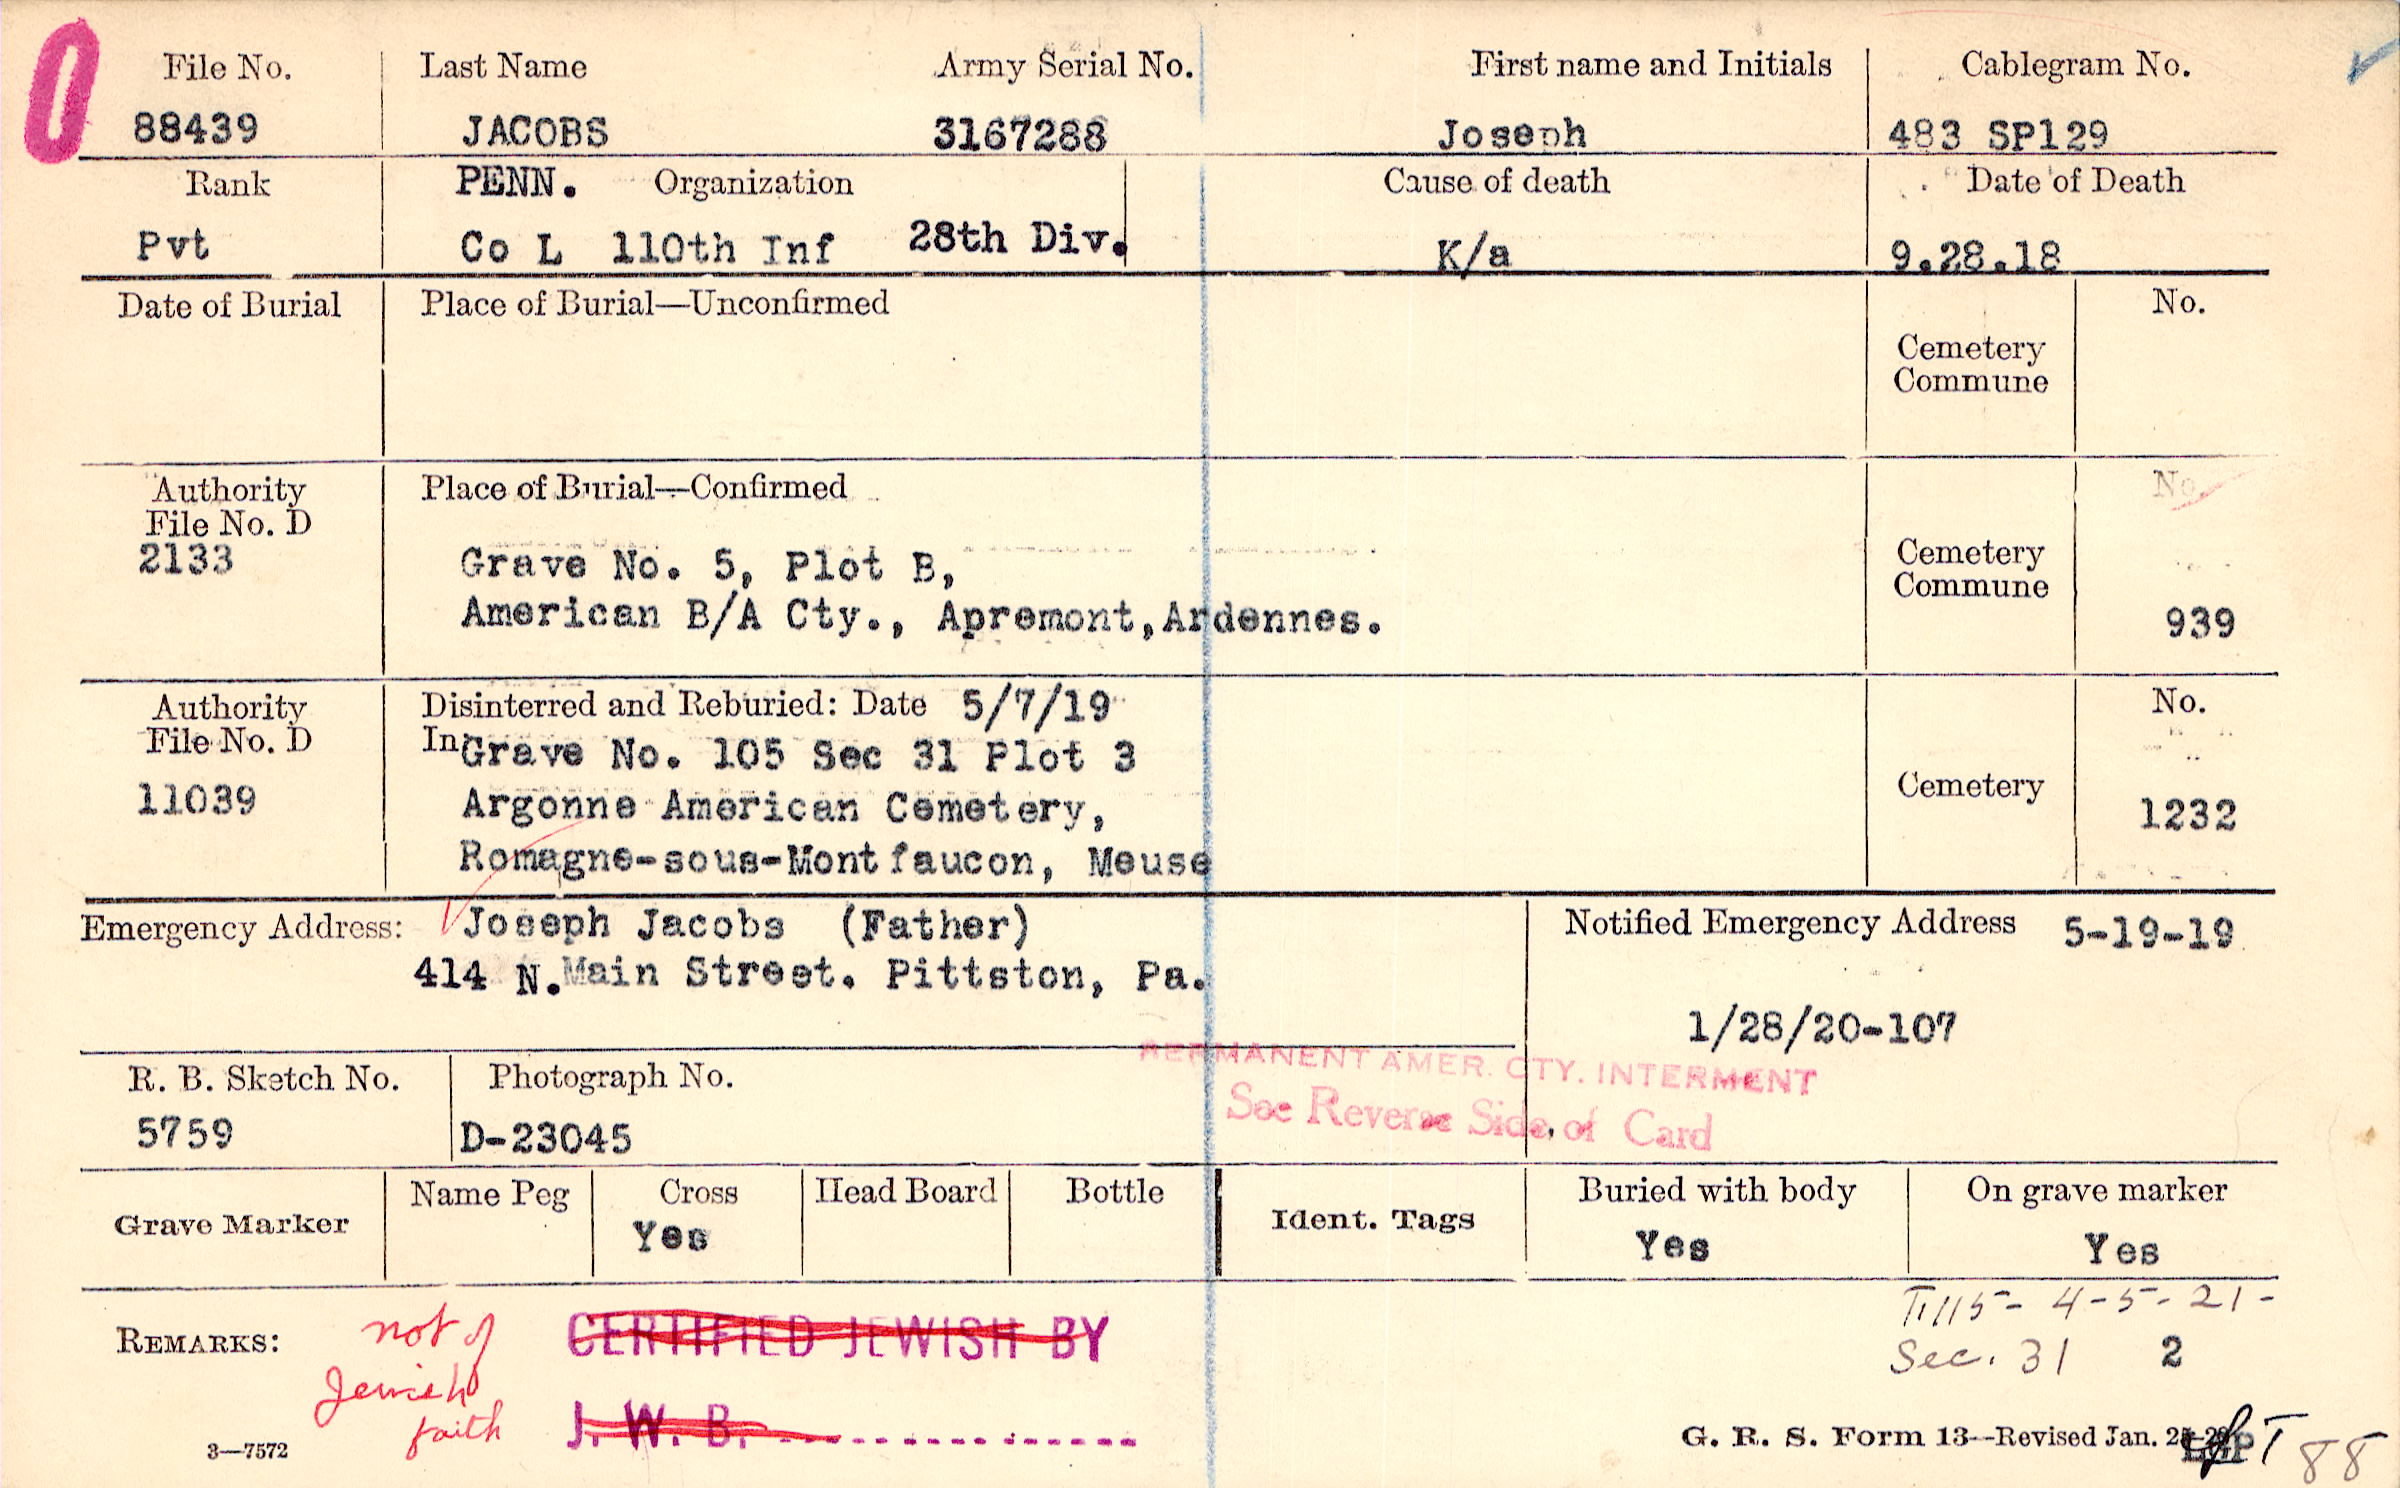 File No. Last Name Army Serial No. First name and Initials Cablegram No.
88439 JACOBS 3167288 Joseph 483 SP129
Rank PENN. Organization Cause of death Date of Death
Pvt Co L 110th Inf 28th Div. K/a 9.28.18
Date of Burial Place of Burial—Unconfirmed No.
Cemetery
Commune
Authority Place of Burial—Confirmed No.
File No. D
2133
Grave No. 5, Plot B, Cemetery
Commune
American B/A Cty., Apremont,Ardennes. 939
Authority Disinterred and Reburied: Date 5/7/19 No.
File No. D In Grave No. 105 Sec 31 Plot 3
11039 Argonne American Cemetery, Cemetery 1232
Romagne-sous-Montfaucon, Meuse
Emergency Address: Joseph Jacobs (Father) Notified Emergency Address 5-19-19
414 N. Main Street. Pittston, Pa.
1/28/20-107
PERMANENT AMER. CTY. INTERMENT
See Reverse Side of Card
R. B. Sketch No. Photograph No.
5759 D-23045
Grave Marker Name Peg Cross Head Board Bottle Ident. Tags Buried with body On grave marker
Yes Yes Yes
4-5-21-
REMARKS: not of CERTIFIED JEWISH BY Sec. 31 2
Jewish
faith J. W. B.
3—7572 G. R. S. Form 13—Revised Jan. 88